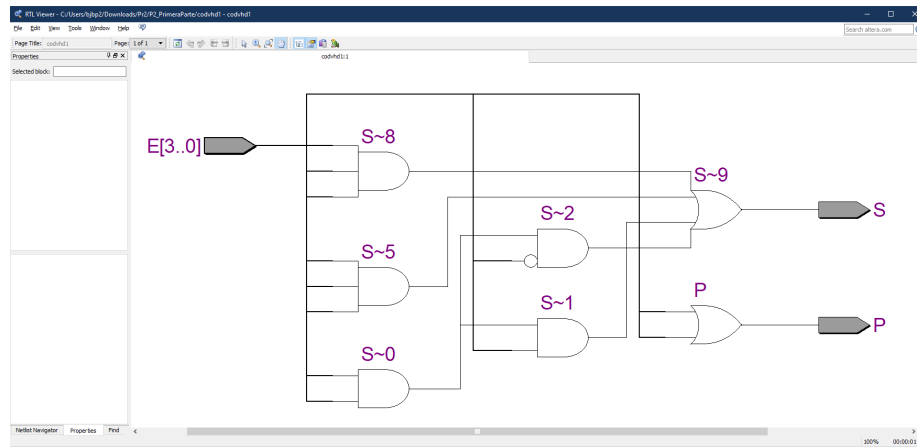 RTL Viewer - C:/Users/bjbp2/Downloads/Pr2/P2_PrimeraParte/codvhd1 - codvhd1
File Edit View Tools Window Help
Search altera.com
Page Title: codvhd1 Page: 1 of 1
Properties
codvhd1:1
Selected block:
S~8
E[3..0]
S~9
S~2
S
S~5
P
S~1
P
S~0
Netlist Navigator Properties Find
100% 00:00:01